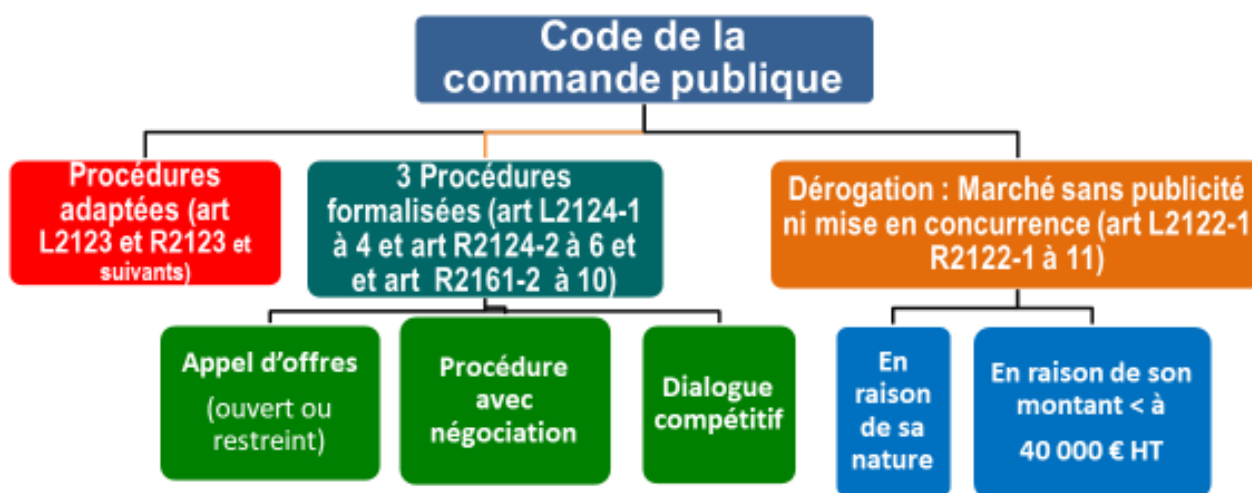 Code de la
commande publique
Procédures
adaptées (art
L2123 et R2123 et
suivants)
3 Procédures
formalisées (art L2124-1
à 4 et art R2124-2 à 6 et
et art R2161-2 à 10)
Dérogation : Marché sans publicité
ni mise en concurrence (art L2122-1
R2122-1 à 11)
Appel d'offres
(ouvert ou
restreint)
Procédure
avec
négociation
Dialogue
compétitif
En
raison
de sa
nature
En raison de son
montant < à
40 000 € HT